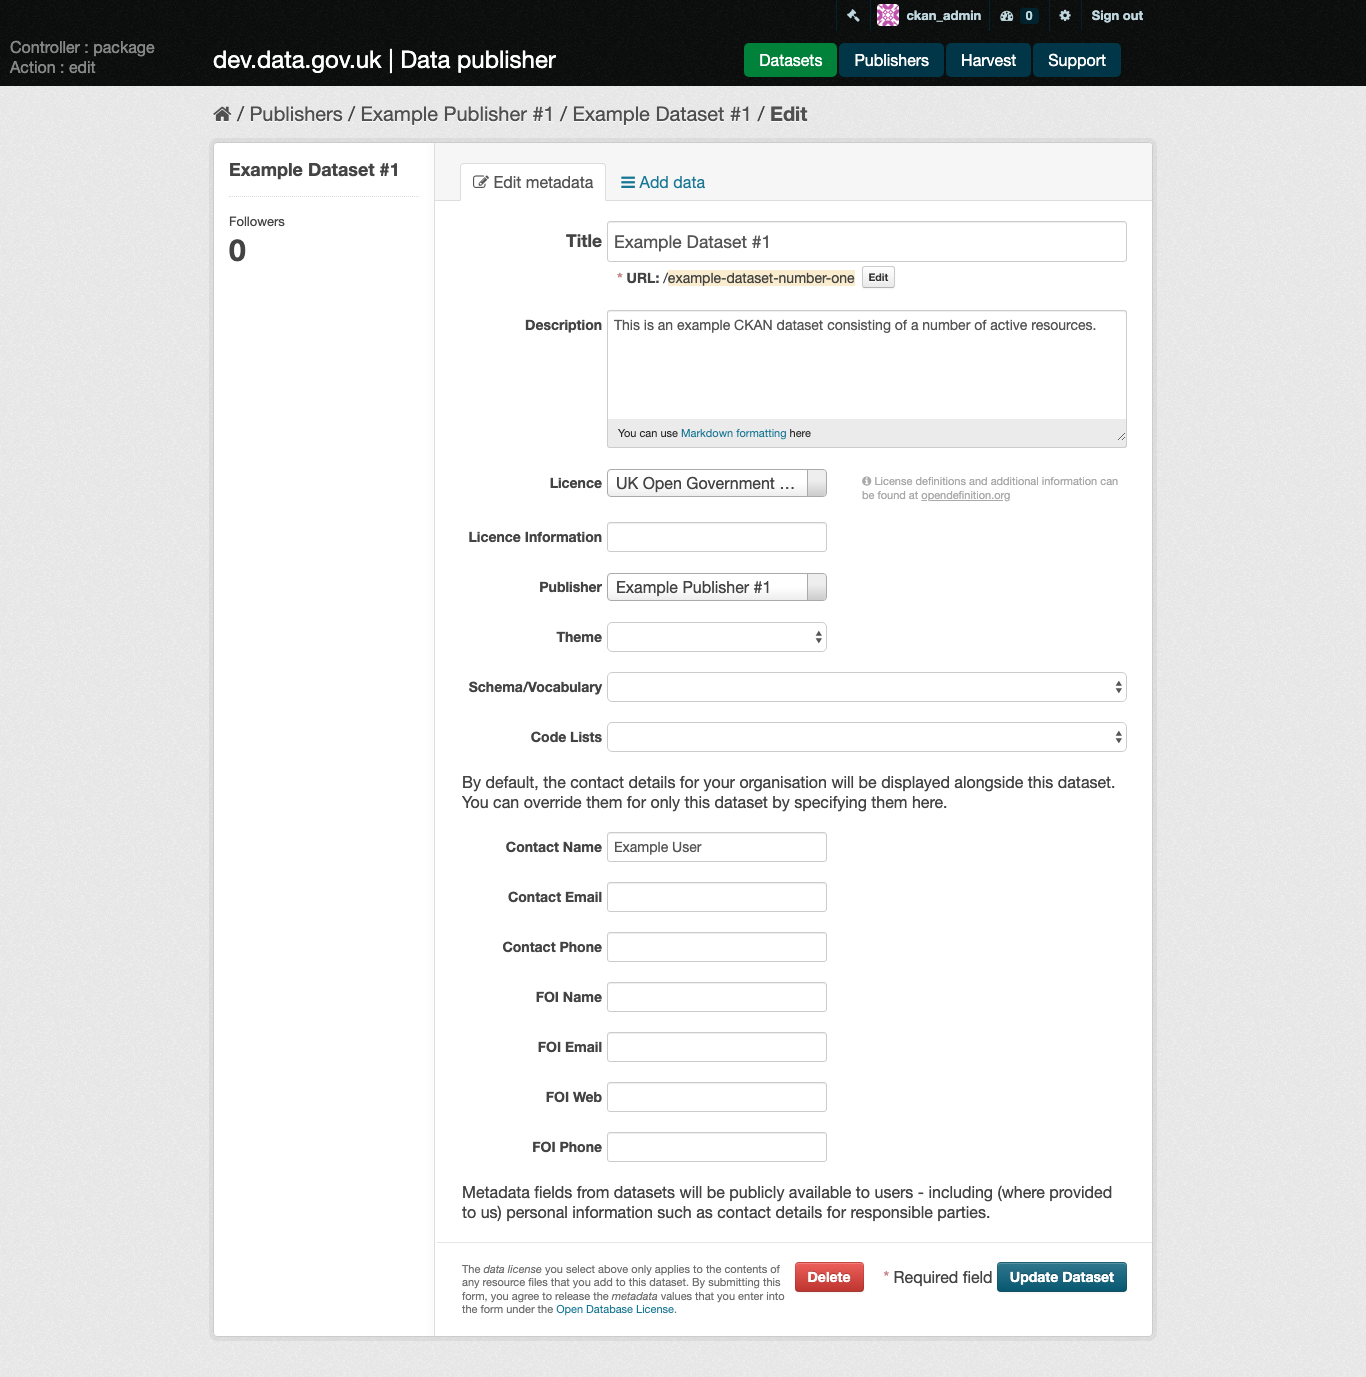 ckan_admin 0 Sign out
Controller : package
Action : edit
dev.data.gov.uk | Data publisher
Datasets Publishers Harvest Support
/ Publishers / Example Publisher #1 / Example Dataset #1 / Edit
Example Dataset #1
Followers
0
Edit metadata Add data
Title Example Dataset #1
* URL: /example-dataset-number-one Edit
Description This is an example CKAN dataset consisting of a number of active resources.
You can use Markdown formatting here
Licence UK Open Government ...
License definitions and additional information can
be found at opendefinition.org
Licence Information
Publisher Example Publisher #1
Theme
Schema/Vocabulary
Code Lists
By default, the contact details for your organisation will be displayed alongside this dataset.
You can override them for only this dataset by specifying them here.
Contact Name Example User
Contact Email
Contact Phone
FOI Name
FOI Email
FOI Web
FOI Phone
Metadata fields from datasets will be publicly available to users - including (where provided
to us) personal information such as contact details for responsible parties.
The data license you select above only applies to the contents of
any resource files that you add to this dataset. By submitting this
form, you agree to release the metadata values that you enter into
the form under the Open Database License.
Delete * Required field Update Dataset